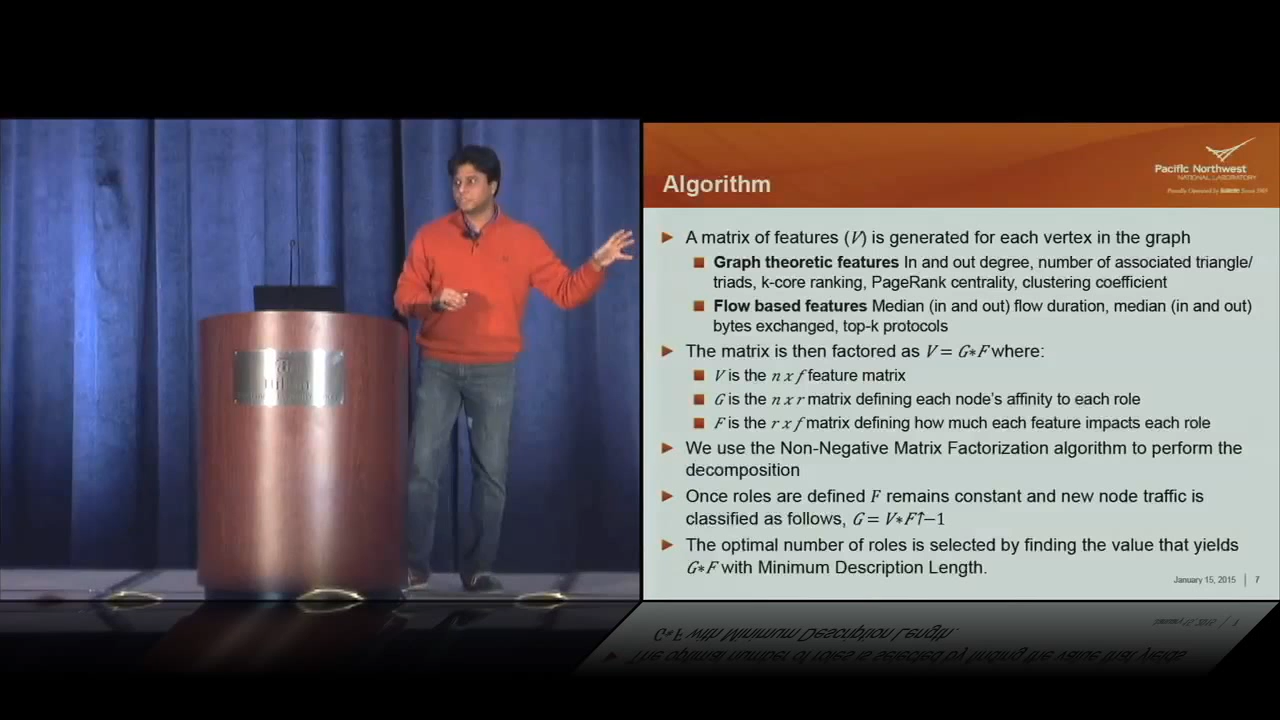 Algorithm
Pacific Northwest
NATIONAL LABORATORY
Proudly Operated by Battelle Since 1965
A matrix of features (V) is generated for each vertex in the graph
Graph theoretic features In and out degree, number of associated triangle/
triads, k-core ranking, PageRank centrality, clustering coefficient
Flow based features Median (in and out) flow duration, median (in and out)
bytes exchanged, top-k protocols
The matrix is then factored as V = G*F where:
V is the n x f feature matrix
G is the n x r matrix defining each node's affinity to each role
F is the r x f matrix defining how much each feature impacts each role
We use the Non-Negative Matrix Factorization algorithm to perform the
decomposition
Once roles are defined F remains constant and new node traffic is
classified as follows, G = V*F↑−1
The optimal number of roles is selected by finding the value that yields
G*F with Minimum Description Length.
January 15, 2015 | 7